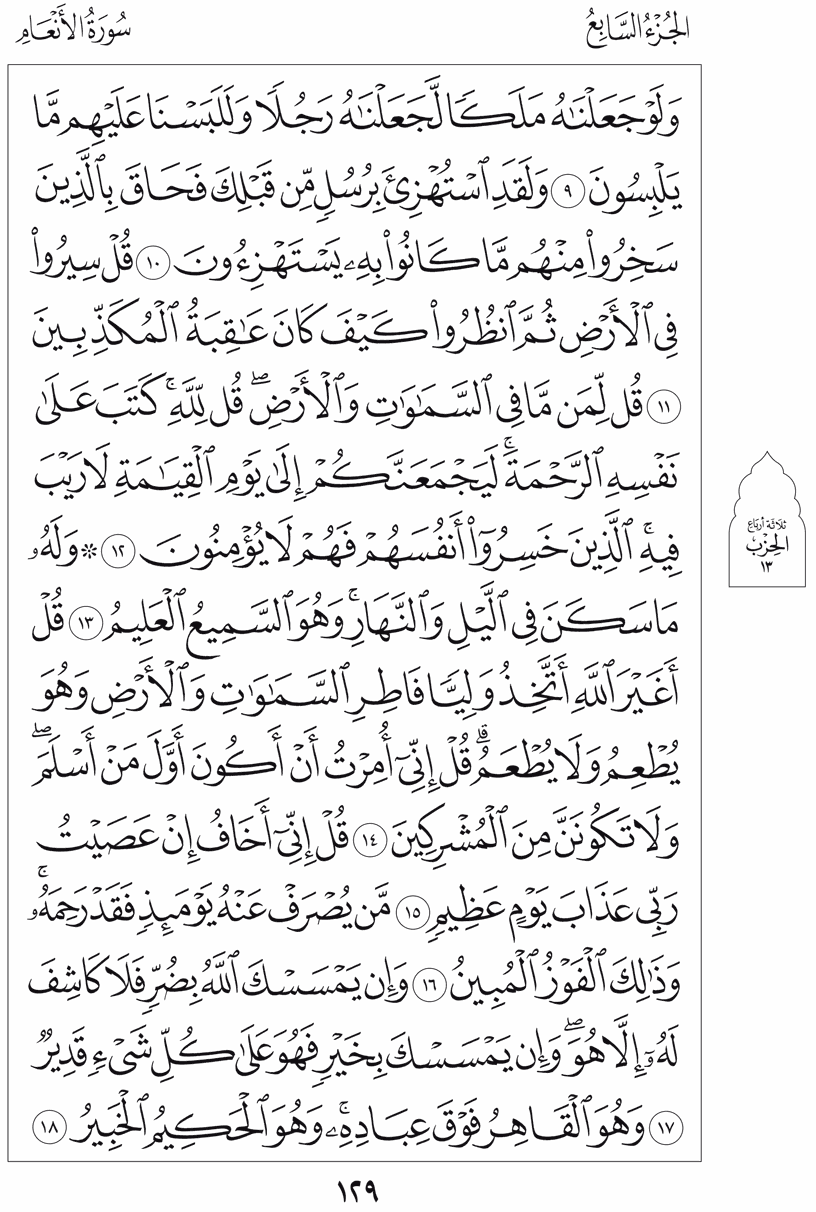 الجُزْءُ السَّابِعُ
سُورَةُ الأَنْعَامِ
وَلَوْ جَعَلْنَٰهُ مَلَكًا لَّجَعَلْنَٰهُ رَجُلًا وَلَلَبَسْنَا عَلَيْهِم مَّا
يَلْبِسُونَ ٩ وَلَقَدِ ٱسْتُهْزِئَ بِرُسُلٍ مِّن قَبْلِكَ فَحَاقَ بِٱلَّذِينَ
سَخِرُوا۟ مِنْهُم مَّا كَانُوا۟ بِهِۦ يَسْتَهْزِءُونَ ١٠ قُلْ سِيرُوا۟
فِى ٱلْأَرْضِ ثُمَّ ٱنظُرُوا۟ كَيْفَ كَانَ عَٰقِبَةُ ٱلْمُكَذِّبِينَ
١١ قُل لِّمَن مَّا فِى ٱلسَّمَٰوَٰتِ وَٱلْأَرْضِ ۖ قُل لِّلَّهِ ۚ كَتَبَ عَلَىٰ
نَفْسِهِ ٱلرَّحْمَةَ ۚ لَيَجْمَعَنَّكُمْ إِلَىٰ يَوْمِ ٱلْقِيَٰمَةِ لَا رَيْبَ
فِيهِ ۚ ٱلَّذِينَ خَسِرُوٓا۟ أَنفُسَهُمْ فَهُمْ لَا يُؤْمِنُونَ ١٢ * وَلَهُۥ
مَا سَكَنَ فِى ٱلَّيْلِ وَٱلنَّهَارِ ۚ وَهُوَ ٱلسَّمِيعُ ٱلْعَلِيمُ ١٣ قُلْ
أَغَيْرَ ٱللَّهِ أَتَّخِذُ وَلِيًّا فَاطِرِ ٱلسَّمَٰوَٰتِ وَٱلْأَرْضِ وَهُوَ
يُطْعِمُ وَلَا يُطْعَمُ ۗ قُلْ إِنِّىٓ أُمِرْتُ أَنْ أَكُونَ أَوَّلَ مَنْ أَسْلَمَ ۖ
وَلَا تَكُونَنَّ مِنَ ٱلْمُشْرِكِينَ ١٤ قُلْ إِنِّىٓ أَخَافُ إِنْ عَصَيْتُ
رَبِّى عَذَابَ يَوْمٍ عَظِيمٍ ١٥ مَّن يُصْرَفْ عَنْهُ يَوْمَئِذٍ فَقَدْ رَحِمَهُۥ ۚ
وَذَٰلِكَ ٱلْفَوْزُ ٱلْمُبِينُ ١٦ وَإِن يَمْسَسْكَ ٱللَّهُ بِضُرٍّ فَلَا كَاشِفَ
لَهُۥٓ إِلَّا هُوَ ۖ وَإِن يَمْسَسْكَ بِخَيْرٍ فَهُوَ عَلَىٰ كُلِّ شَىْءٍ قَدِيرٌ
١٧ وَهُوَ ٱلْقَاهِرُ فَوْقَ عِبَادِهِۦ ۚ وَهُوَ ٱلْحَكِيمُ ٱلْخَبِيرُ ١٨
ثلاثة أرباع
الحِزْب
١٣
١٢٩